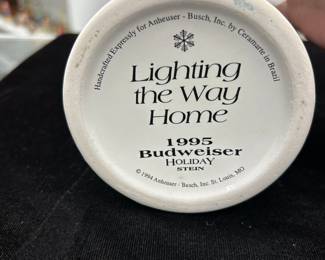 Handcrafted Expressly for Anheuser - Busch, Inc. by Ceramarte in Brazil
Lighting
the Way
Home
1995
Budweiser
HOLIDAY
STEIN
© 1994 Anheuser - Busch, Inc. St. Louis, MO